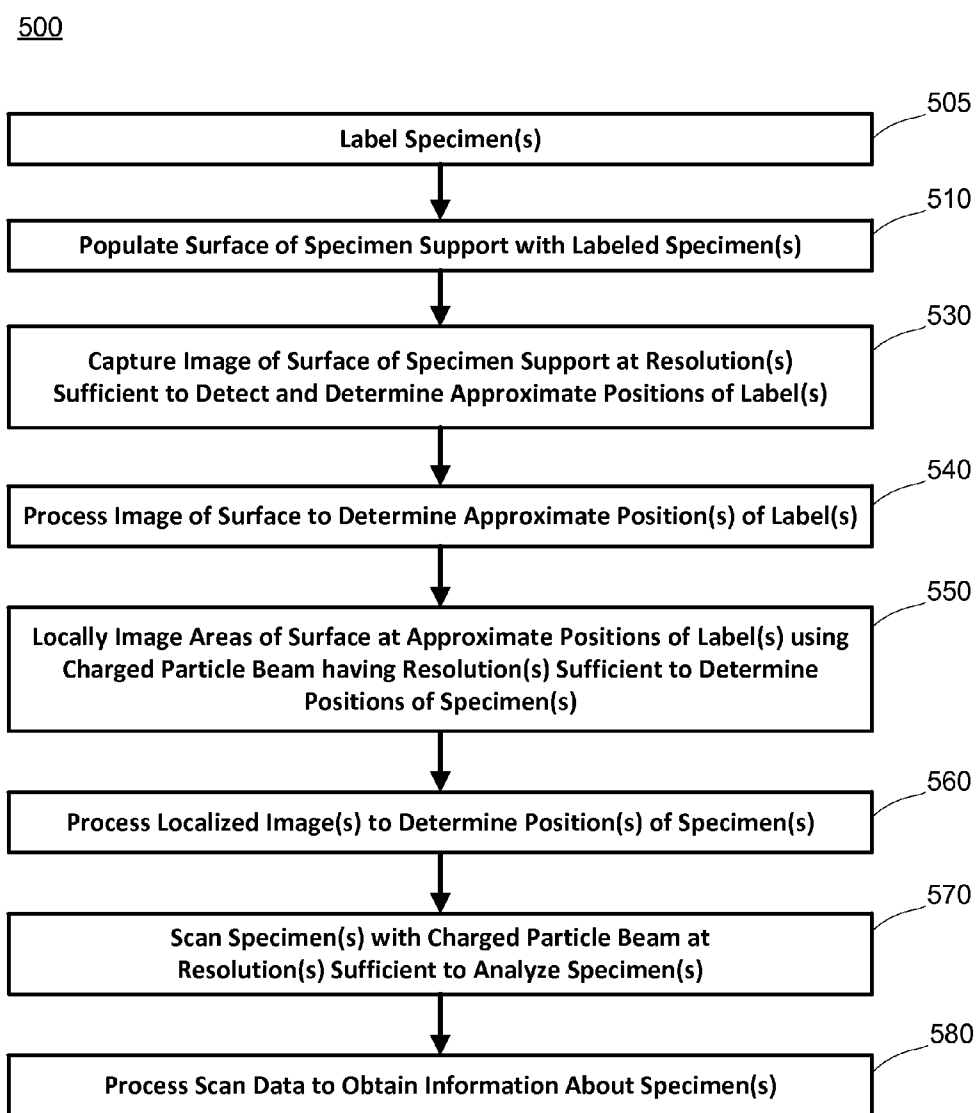 500
505
Label Specimen(s)
510
Populate Surface of Specimen Support with Labeled Specimen(s)
530
Capture Image of Surface of Specimen Support at Resolution(s)
Sufficient to Detect and Determine Approximate Positions of Label(s)
540
Process Image of Surface to Determine Approximate Position(s) of Label(s)
550
Locally Image Areas of Surface at Approximate Positions of Label(s) using
Charged Particle Beam having Resolution(s) Sufficient to Determine
Positions of Specimen(s)
560
Process Localized Image(s) to Determine Position(s) of Specimen(s)
570
Scan Specimen(s) with Charged Particle Beam at
Resolution(s) Sufficient to Analyze Specimen(s)
580
Process Scan Data to Obtain Information About Specimen(s)